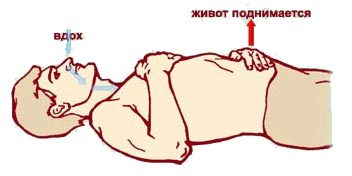 живот поднимается
вдох